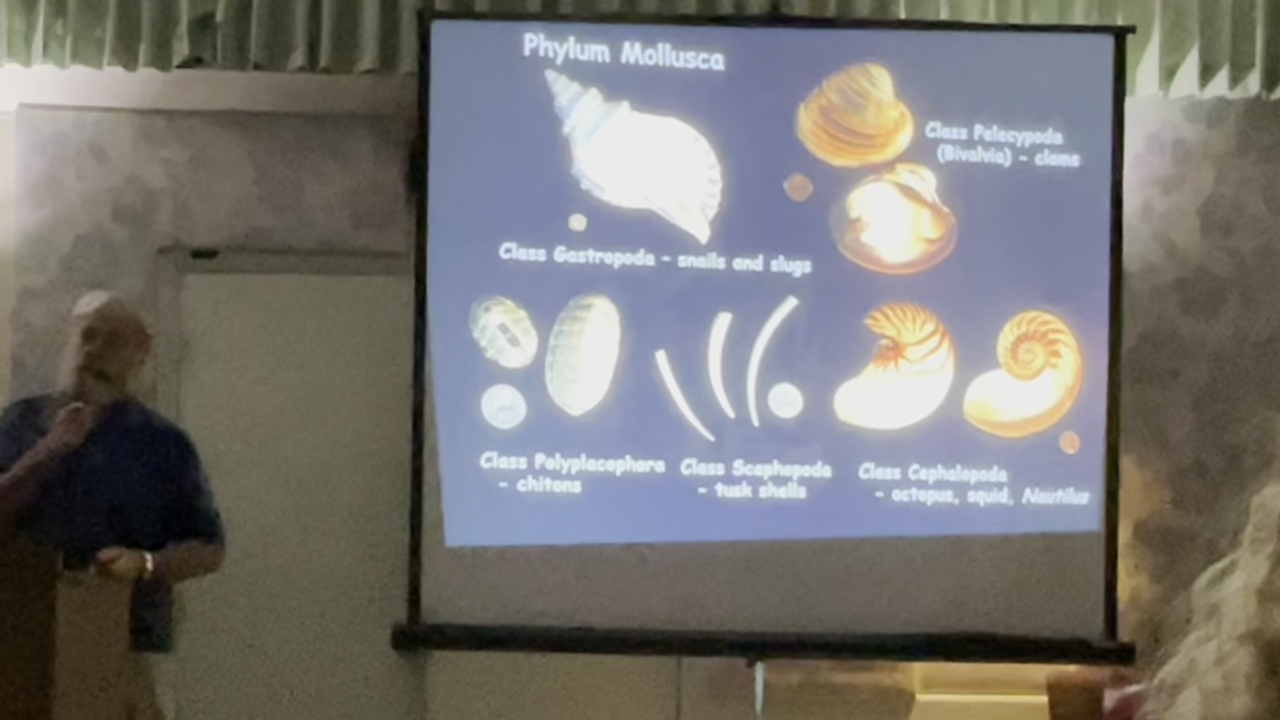 Phylum Mollusca
Class Pelecypoda
(Bivalvia) - clams
Class Gastropoda - snails and slugs
Class Polyplacophora
- chitons
Class Scaphopoda
- tusk shells
Class Cephalopoda
- octopus, squid, Nautilus